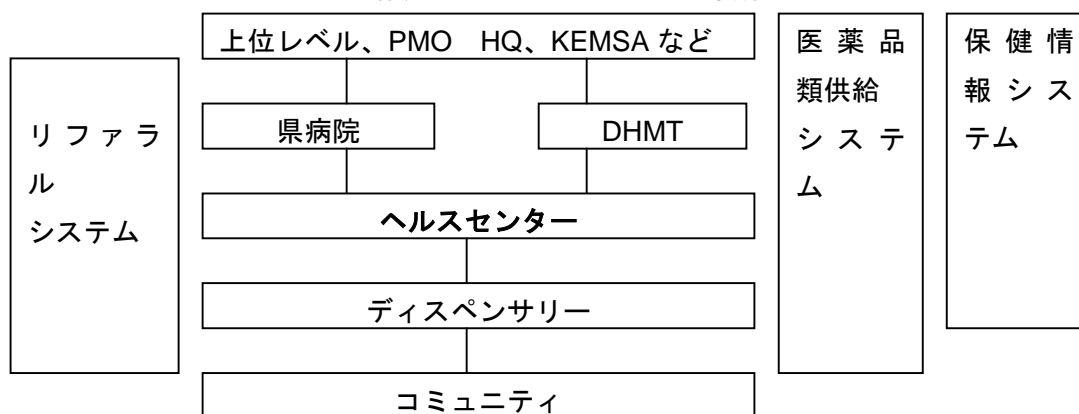 上位レベル、PMO HQ、KEMSA など
県病院
DHMT
ヘルスセンター
ディスペンサリー
コミュニティ
リファラ
ル
システム
医薬品
類供給
システ
ム
保健情
報シス
テム